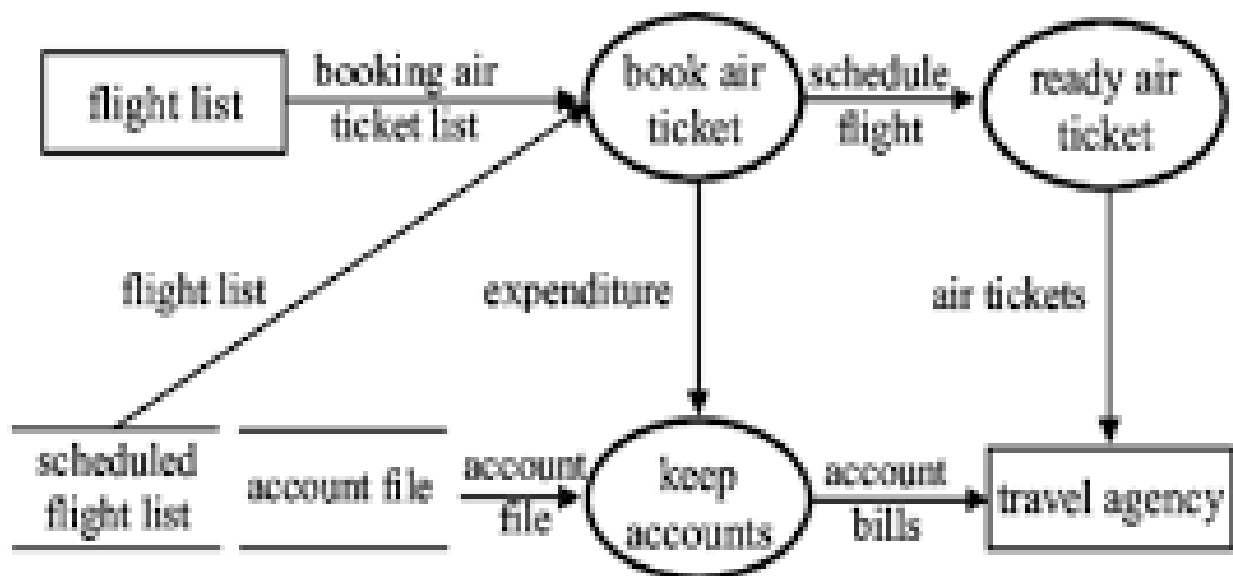 flight list
booking air
ticket list
book air
ticket
schedule
flight
ready air
ticket
flight list
expenditure
air tickets
scheduled
flight list
account file
account
file
keep
accounts
account
bills
travel agency